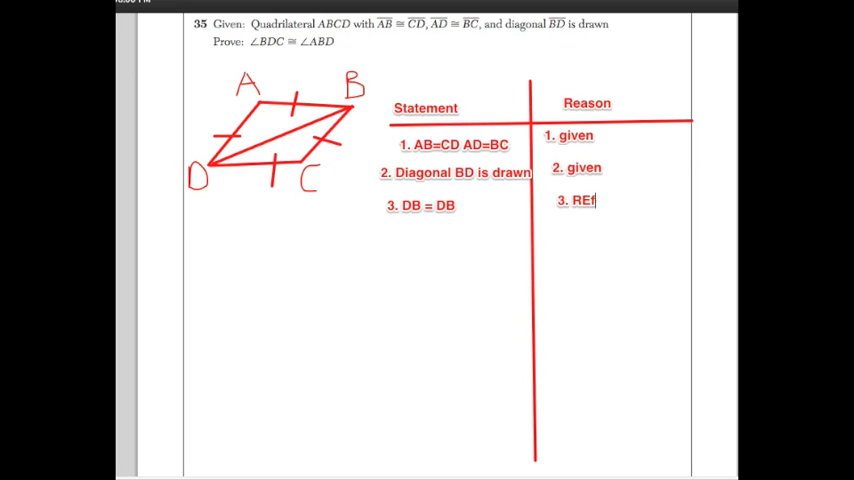 35 Given: Quadrilateral ABCD with AB ≅ CD, AD ≅ BC, and diagonal BD is drawn
Prove: ∠BDC ≅ ∠ABD
A
B
D
C
Statement
Reason
1. AB=CD AD=BC
1. given
2. Diagonal BD is drawn
2. given
3. DB = DB
3. REf